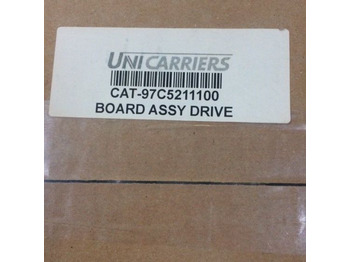 UNICARRIERS
CAT-97C5211100
BOARD ASSY DRIVE